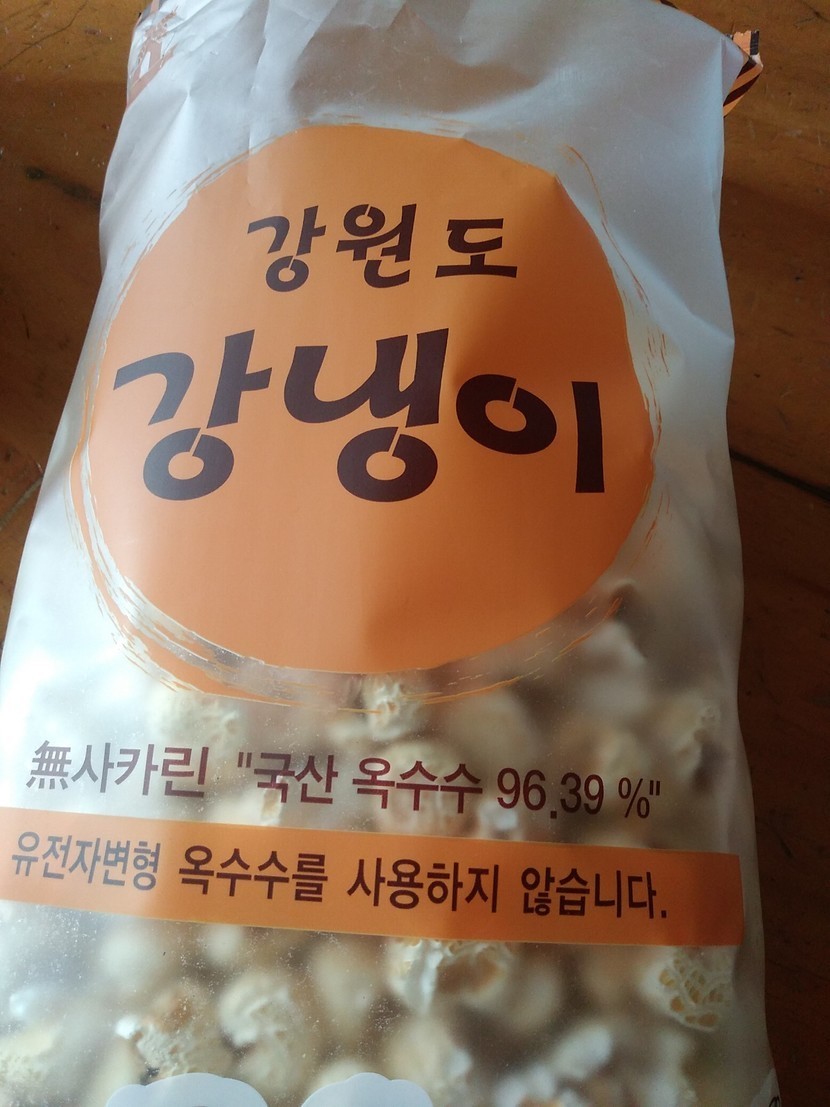 강원도
강냉이
無사카린 "국산 옥수수 96.39 %"
유전자변형 옥수수를 사용하지 않습니다.